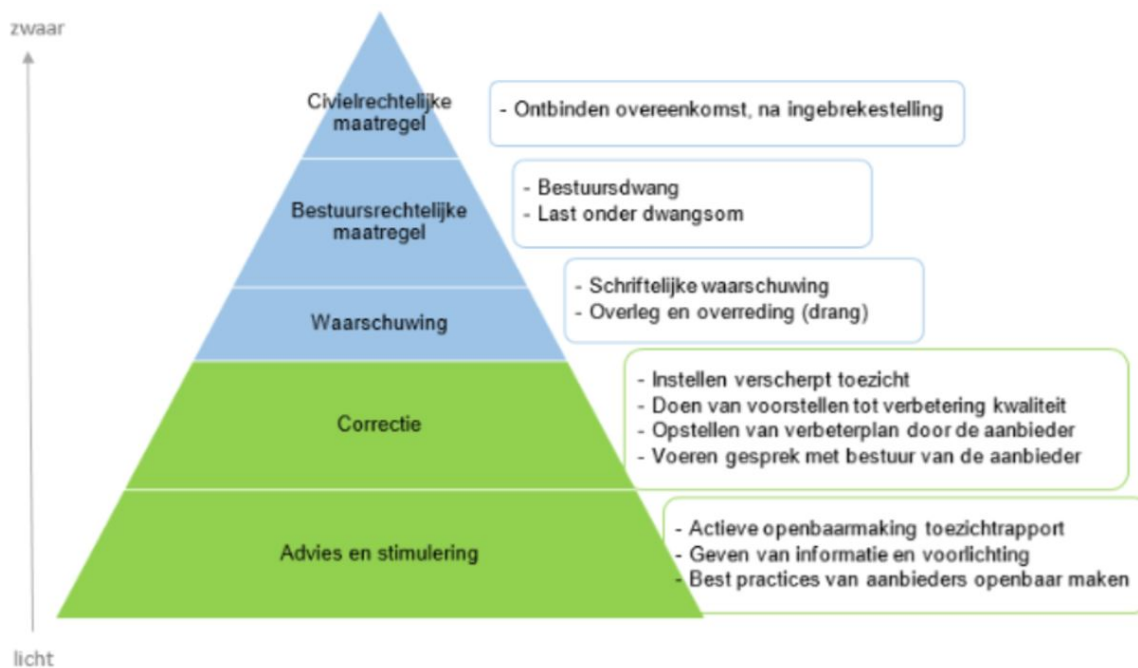 zwaar
Civielrechtelijke
maatregel
- Ontbinden overeenkomst, na ingebrekestelling
Bestuursrechtelijke
maatregel
- Bestuursdwang
- Last onder dwangsom
Waarschuwing
- Schriftelijke waarschuwing
- Overleg en overreding (drang)
Correctie
- Instellen verscherpt toezicht
- Doen van voorstellen tot verbetering kwaliteit
- Opstellen van verbeterplan door de aanbieder
- Voeren gesprek met bestuur van de aanbieder
Advies en stimulering
- Actieve openbaarmaking toezichtrapport
- Geven van informatie en voorlichting
- Best practices van aanbieders openbaar maken
licht